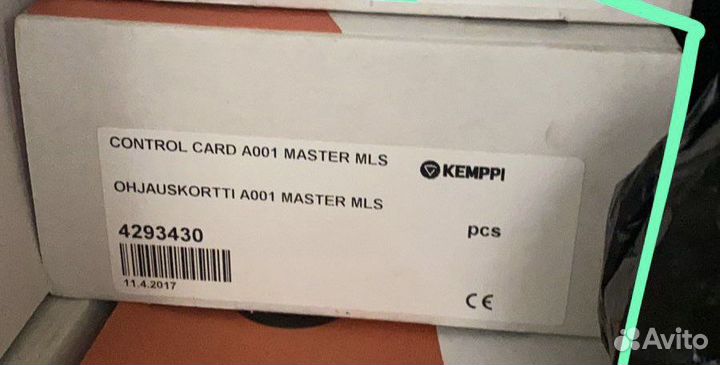 CONTROL CARD A001 MASTER MLS
KEMPPI
OHJAUSKORTTI A001 MASTER MLS
4293430
pcs
11.4.2017
CE
Avito